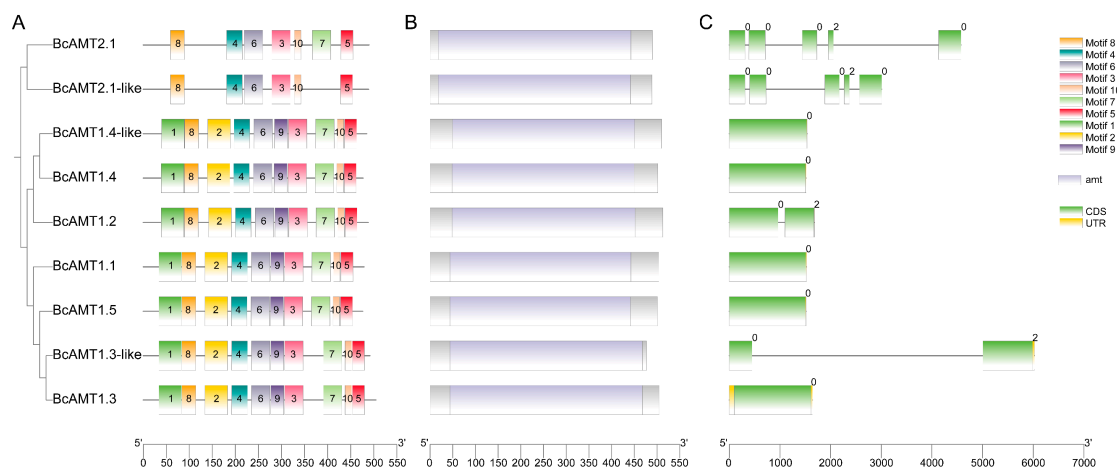 A B C
BcAMT2.1 8 4 6 3 10 7 5 0 0 0 2 0
BcAMT2.1-like 8 4 6 3 10 5 0 0 0 2 0
BcAMT1.4-like 1 8 2 4 6 9 3 7 10 5 0
BcAMT1.4 1 8 2 4 6 9 3 7 10 5 0
BcAMT1.2 1 8 2 4 6 9 3 7 10 5 0 2
BcAMT1.1 1 8 2 4 6 9 3 7 10 5 0
BcAMT1.5 1 8 2 4 6 9 3 7 10 5 0
BcAMT1.3-like 1 8 2 4 6 9 3 7 10 5 0 2
BcAMT1.3 1 8 2 4 6 9 3 7 10 5 0
5' 3' 5' 3' 5' 3'
0 50 100 150 200 250 300 350 400 450 550
0 50 100 150 200 250 300 350 400 450 500 550
0 1000 2000 3000 4000 5000 6000 7000
Motif 8
Motif 4
Motif 6
Motif 3
Motif 10
Motif 7
Motif 5
Motif 1
Motif 2
Motif 9
amt
CDS
UTR